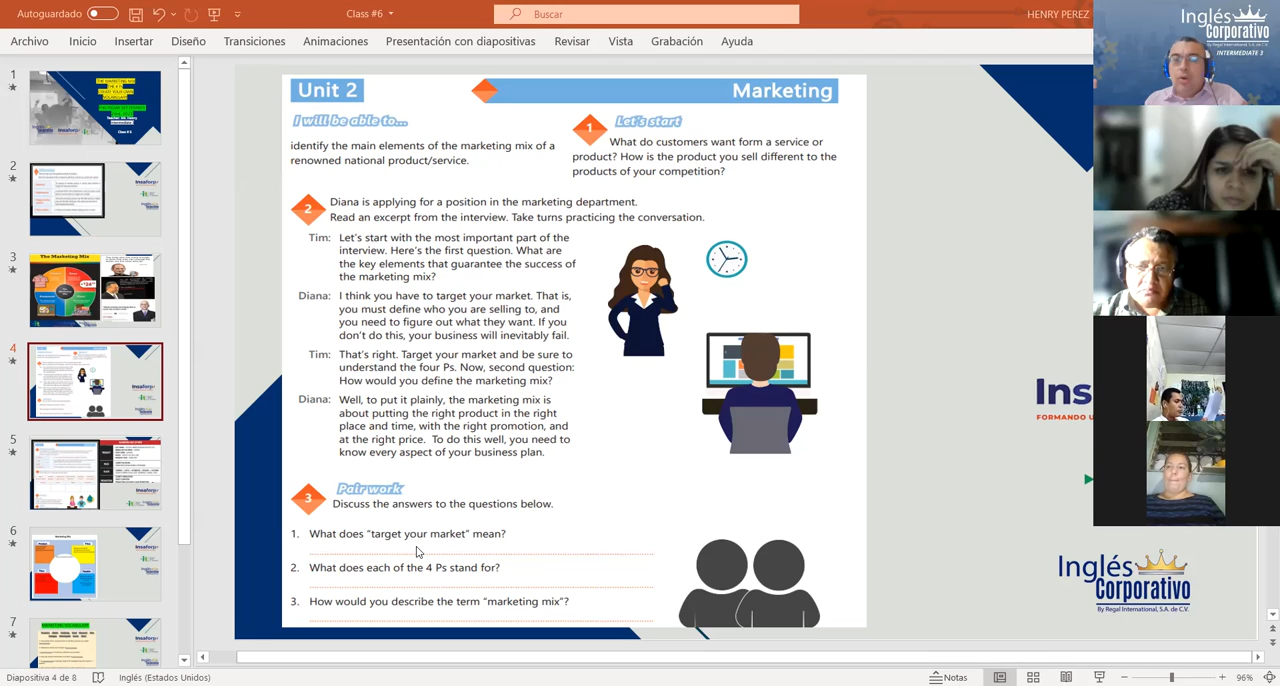 Autoguardado
Class #6
Buscar
HENRY PEREZ
Archivo Inicio Insertar Diseño Transiciones Animaciones Presentación con diapositivas Revisar Vista Grabación Ayuda
Inglés
Corporativo
By Regal International, S.A. de C.V.
INTERMEDIATE 3
1
2
3
The Marketing Mix
4
5
6
7
Unit 2
Marketing
I will be able to...
identify the main elements of the marketing mix of a
renowned national product/service.
1
Let's start
What do customers want form a service or
product? How is the product you sell different to the
products of your competition?
2
Diana is applying for a position in the marketing department.
Read an excerpt from the interview. Take turns practicing the conversation.
Tim: Let's start with the most important part of the
interview. Here's the first question. What are
the key elements that guarantee the success of
the marketing mix?
Diana: I think you have to target your market. That is,
you must define who you are selling to, and
you need to figure out what they want. If you
don't do this, your business will inevitably fail.
Tim: That's right. Target your market and be sure to
understand the four Ps. Now, second question:
How would you define the marketing mix?
Diana: Well, to put it plainly, the marketing mix is
about putting the right product in the right
place and time, with the right promotion, and
at the right price. To do this well, you need to
know every aspect of your business plan.
3
Pair work
Discuss the answers to the questions below.
1. What does "target your market" mean?
2. What does each of the 4 Ps stand for?
3. How would you describe the term "marketing mix"?
Ins
FORMANDO
Inglés
Corporativo
By Regal International, S.A. de C.V.
Diapositiva 4 de 8
Inglés (Estados Unidos)
Notas
96%